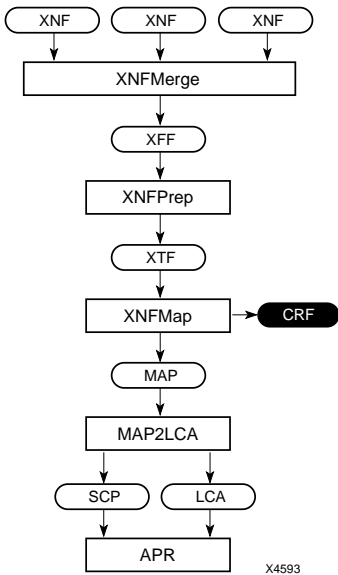 XNF XNF XNF
XNFMerge
XFF
XNFPrep
XTF
XNFMap CRF
MAP
MAP2LCA
SCP LCA
APR
X4593